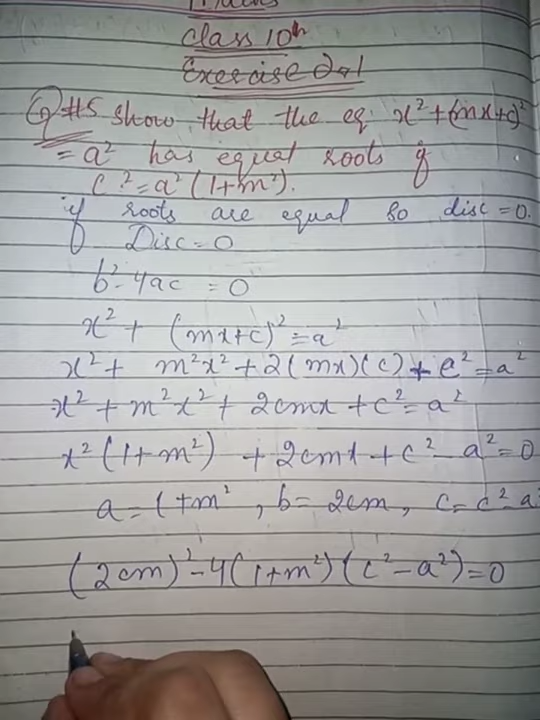 Maths
Class 10th
Exercise 2.1
Q #5 Show that the eq x² + (mx+c)²
= a² has equal roots if
c² = a² (1+m²).
if roots are equal so disc = 0.
Disc = 0
b² - 4ac = 0
x² + (mx+c)² = a²
x² + m²x² + 2(mx)(c) + c² = a²
x² + m²x² + 2cmx + c² = a²
x² (1+m²) + 2cmx + c² - a² = 0
a = 1+m², b = 2cm, c = c² - a²
(2cm)² - 4(1+m²)(c² - a²) = 0